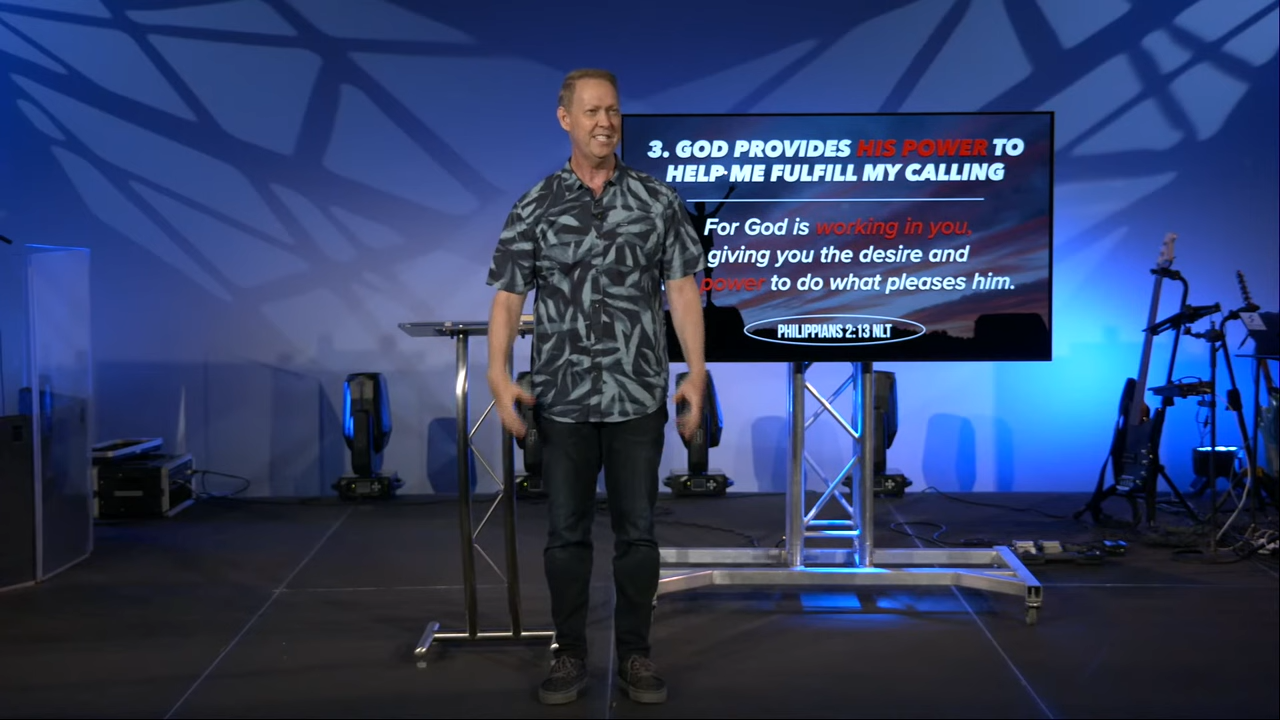 3. GOD PROVIDES HIS POWER TO
HELP ME FULFILL MY CALLING
For God is working in you,
giving you the desire and
power to do what pleases him.
PHILIPPIANS 2:13 NLT